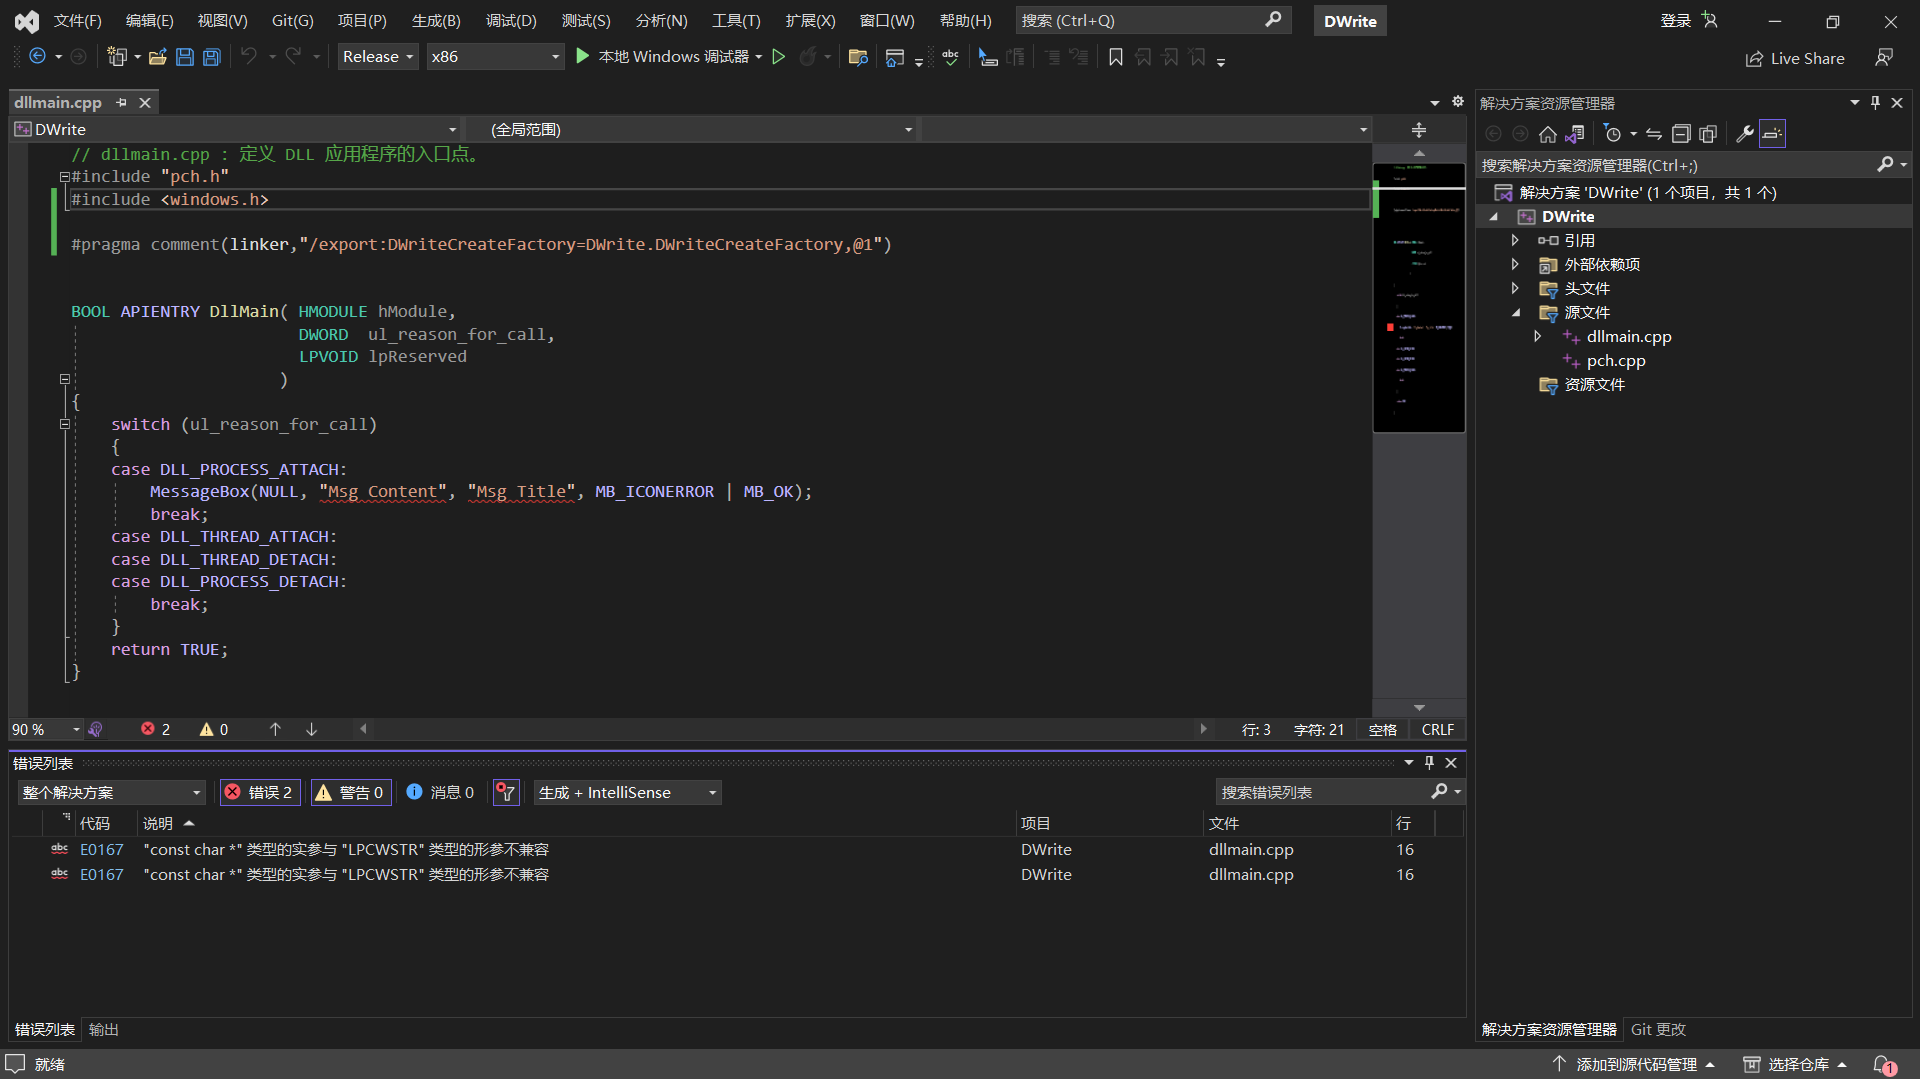 文件(F) 编辑(E) 视图(V) Git(G) 项目(P) 生成(B) 调试(D) 测试(S) 分析(N) 工具(T) 扩展(X) 窗口(W) 帮助(H) 搜索 (Ctrl+Q) DWrite 登录
Release x86 本地 Windows 调试器 Live Share
dllmain.cpp
DWrite (全局范围)
// dllmain.cpp : 定义 DLL 应用程序的入口点。
#include "pch.h"
#include <windows.h>
#pragma comment(linker,"/export:DWriteCreateFactory=DWrite.DWriteCreateFactory,@1")
BOOL APIENTRY DllMain( HMODULE hModule,
DWORD  ul_reason_for_call,
LPVOID lpReserved
)
{
switch (ul_reason_for_call)
{
case DLL_PROCESS_ATTACH:
MessageBox(NULL, "Msg Content", "Msg Title", MB_ICONERROR | MB_OK);
break;
case DLL_THREAD_ATTACH:
case DLL_THREAD_DETACH:
case DLL_PROCESS_DETACH:
break;
}
return TRUE;
}
90 % 2 0 行: 3 字符: 21 空格 CRLF
错误列表
整个解决方案 错误 2 警告 0 消息 0 生成 + IntelliSense 搜索错误列表
代码 说明 项目 文件 行
abc E0167 "const char *" 类型的实参与 "LPCWSTR" 类型的形参不兼容 DWrite dllmain.cpp 16
abc E0167 "const char *" 类型的实参与 "LPCWSTR" 类型的形参不兼容 DWrite dllmain.cpp 16
错误列表 输出
解决方案资源管理器
搜索解决方案资源管理器(Ctrl+;)
解决方案 'DWrite' (1 个项目，共 1 个)
DWrite
引用
外部依赖项
头文件
源文件
dllmain.cpp
pch.cpp
资源文件
解决方案资源管理器 Git 更改
就绪 添加到源代码管理 选择仓库 1